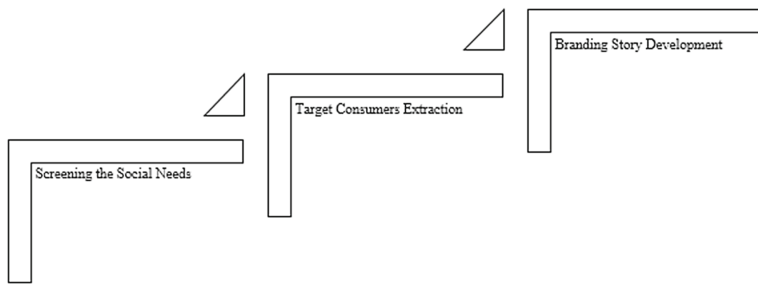 Branding Story Development
Target Consumers Extraction
Screening the Social Needs